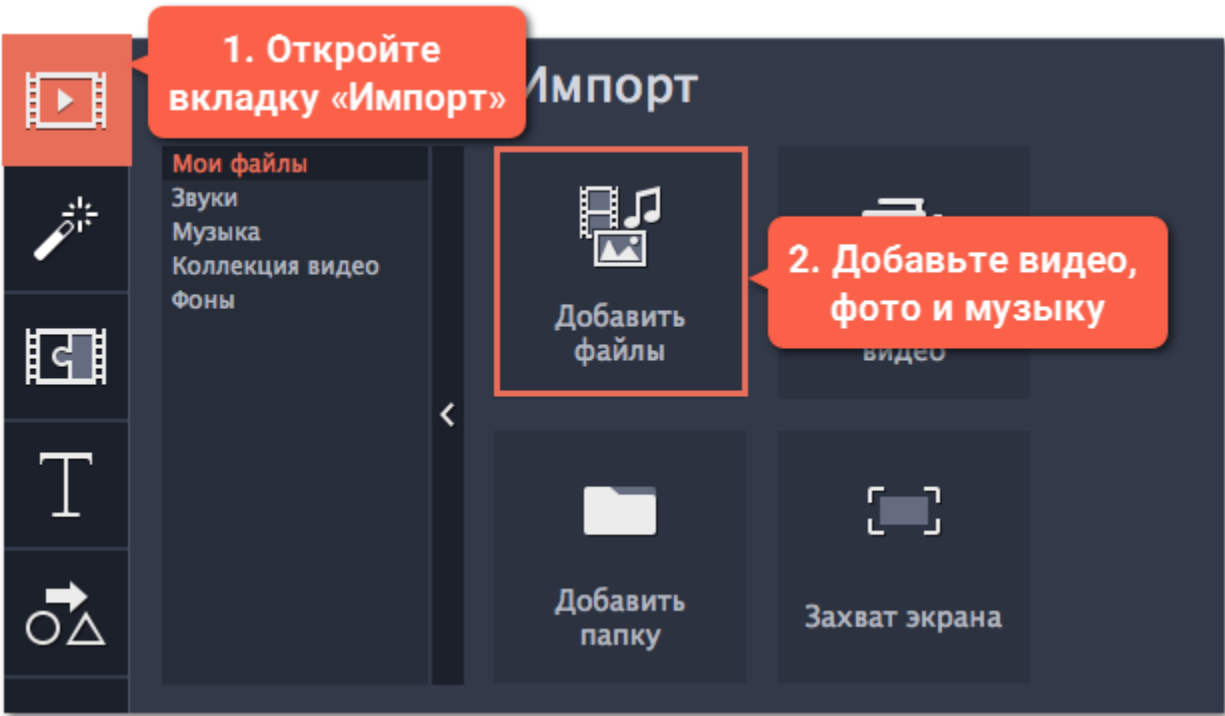 1. Откройте
вкладку «Импорт»
Импорт
Мои файлы
Звуки
Музыка
Коллекция видео
Фоны
Добавить
файлы
2. Добавьте видео,
фото и музыку
видео
Добавить
папку
Захват экрана